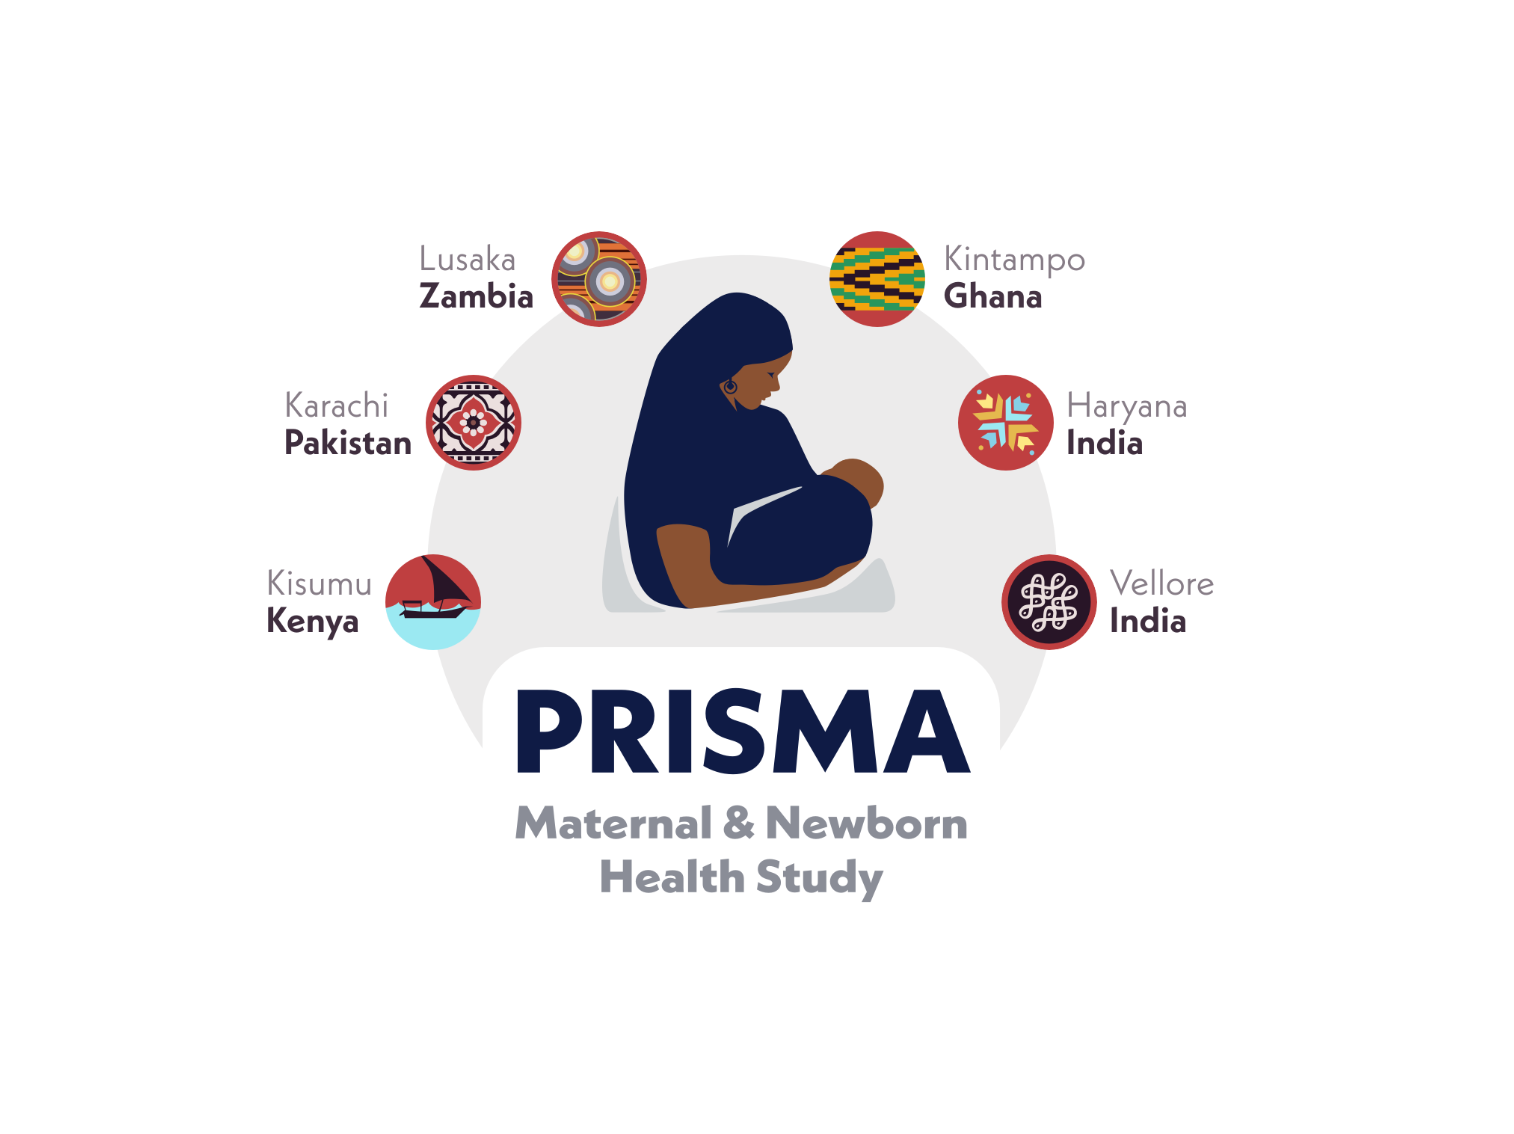 Lusaka
Zambia
Kintampo
Ghana
Karachi
Pakistan
Haryana
India
Kisumu
Kenya
Vellore
India
PRISMA
Maternal & Newborn
Health Study